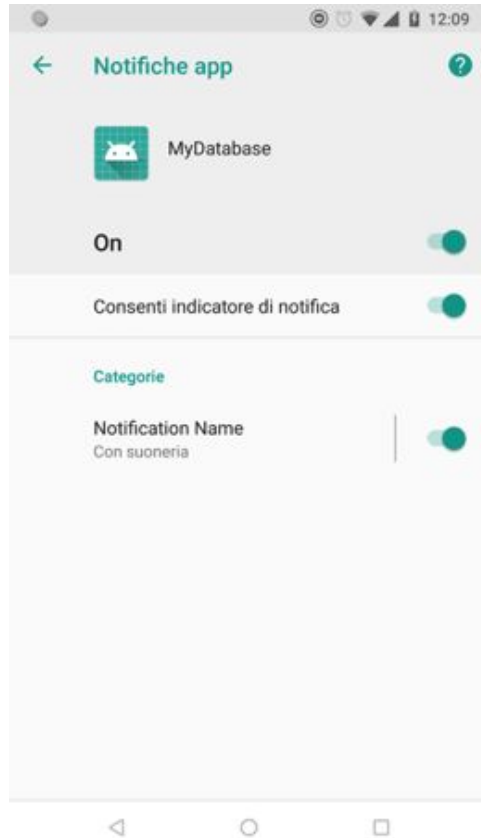 12:09
Notifiche app
MyDatabase
On
Consenti indicatore di notifica
Categorie
Notification Name
Con suoneria